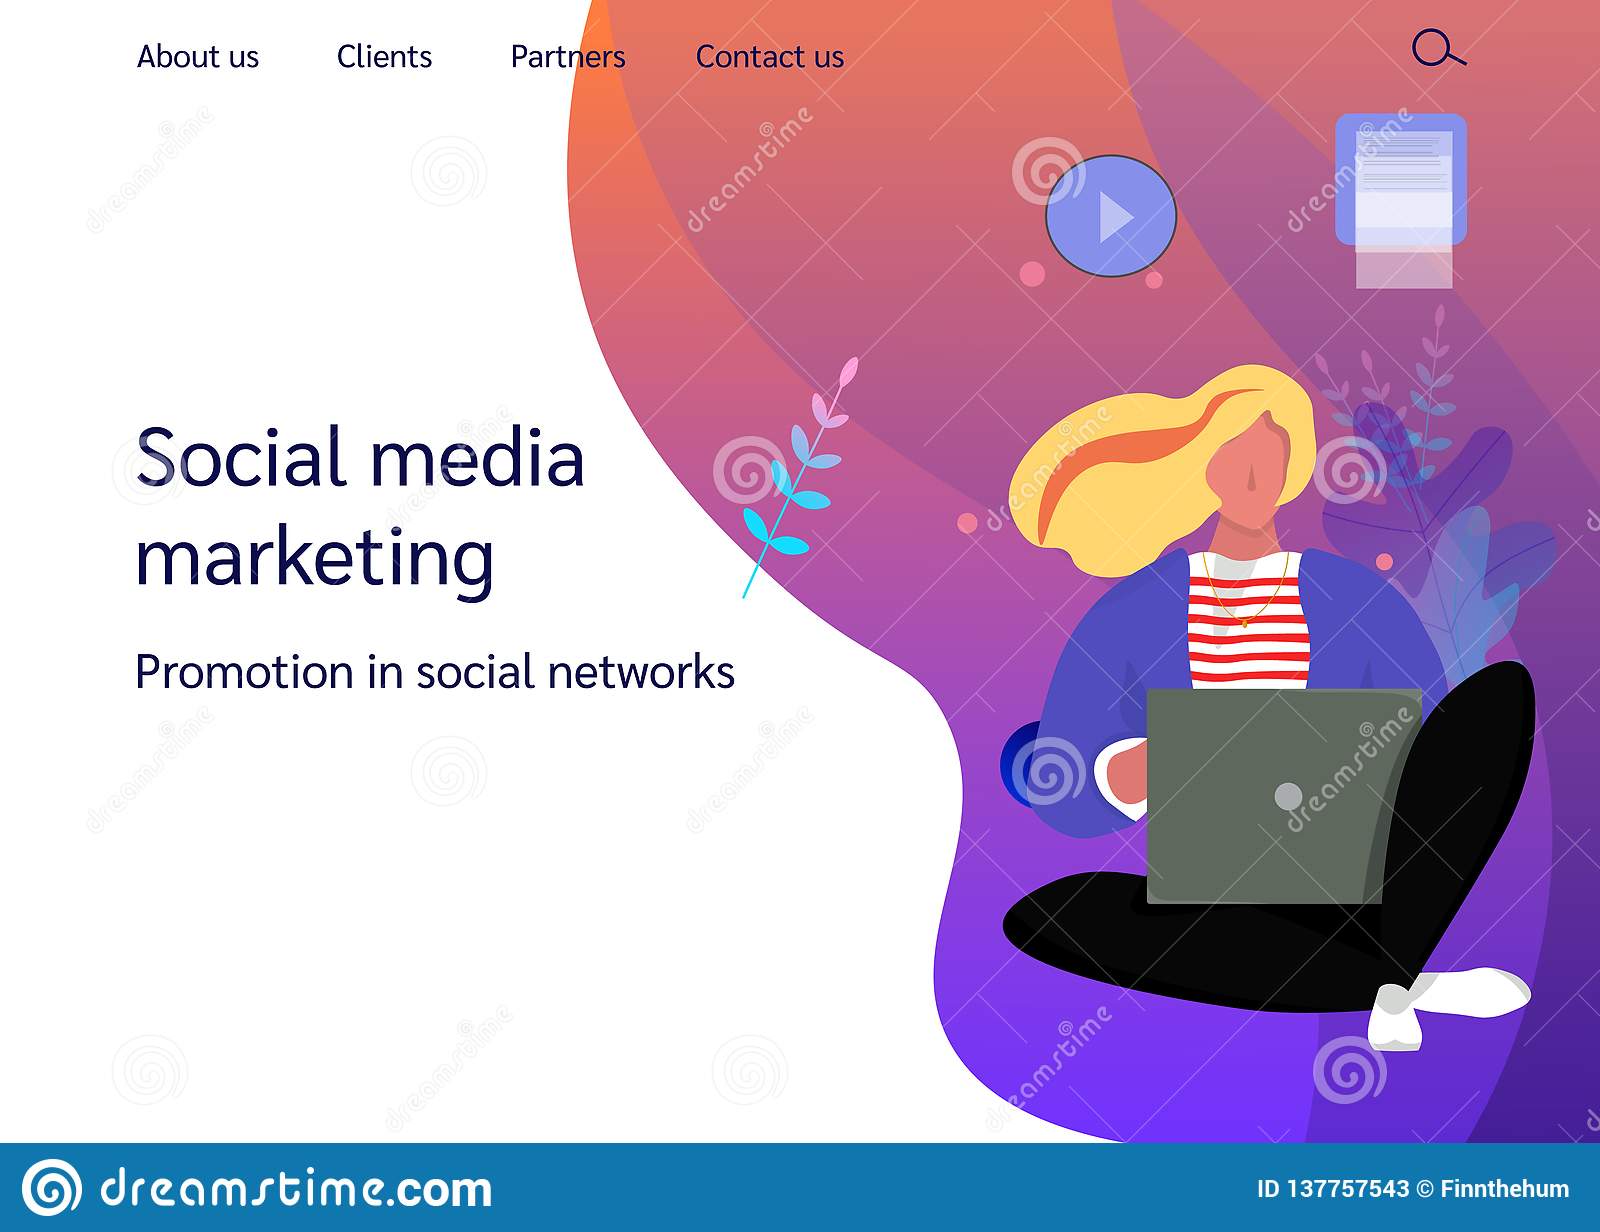 About us Clients Partners Contact us
Social media
marketing
Promotion in social networks
dreamstime.com
ID 137757543 © Finnthehum